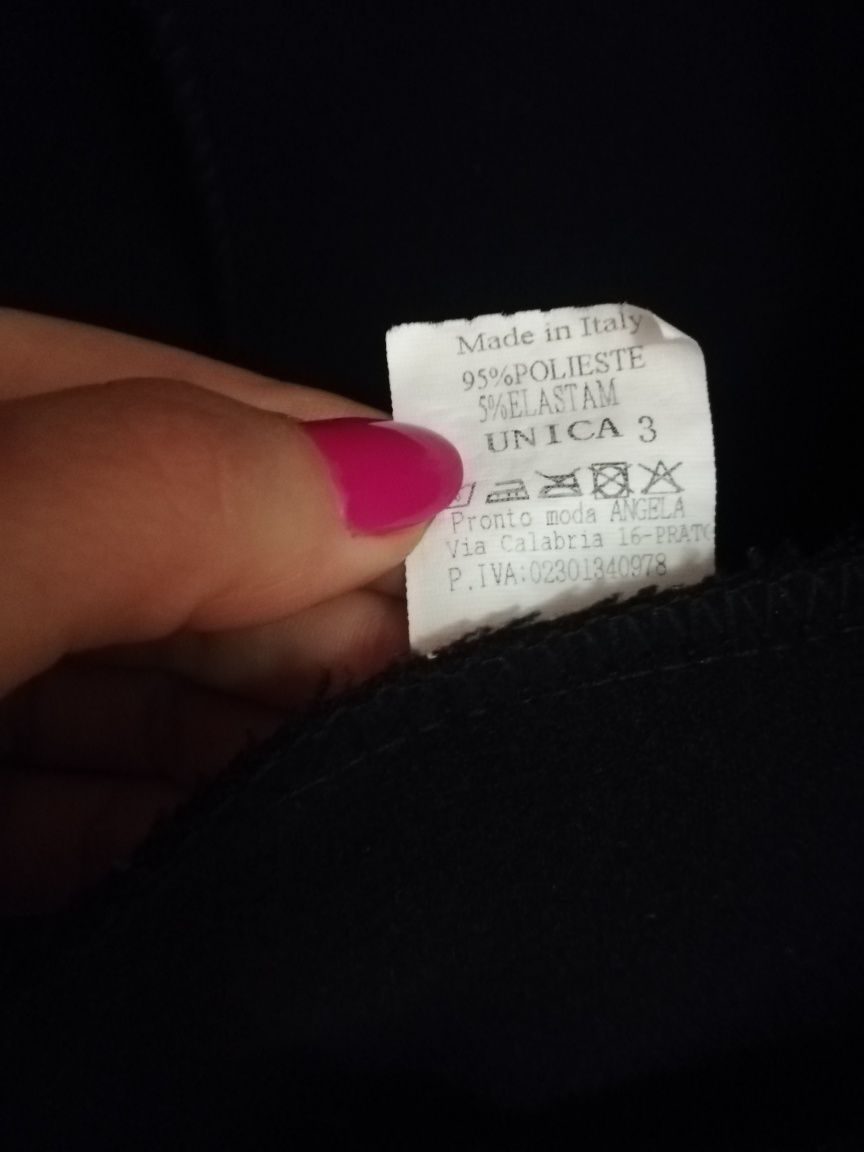 Made in Italy
95%POLIESTE
5%ELASTAM
UNICA 3
Pronto moda ANGELA
Via Calabria 16-PRATO
P.IVA:02301340978